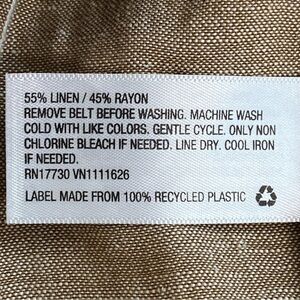 55% LINEN / 45% RAYON
REMOVE BELT BEFORE WASHING. MACHINE WASH
COLD WITH LIKE COLORS. GENTLE CYCLE. ONLY NON
CHLORINE BLEACH IF NEEDED. LINE DRY. COOL IRON
IF NEEDED.
RN17730 VN1111626
LABEL MADE FROM 100% RECYCLED PLASTIC